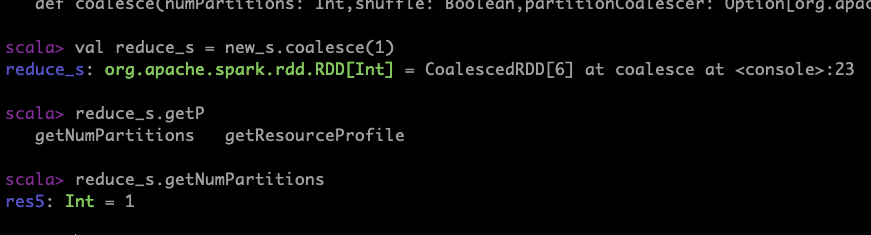 def coalesce(numPartitions: Int,shuffle: Boolean,partitionCoalescer: Option[org.apac
scala> val reduce_s = new_s.coalesce(1)
reduce_s: org.apache.spark.rdd.RDD[Int] = CoalescedRDD[6] at coalesce at <console>:23
scala> reduce_s.getP
getNumPartitions   getResourceProfile
scala> reduce_s.getNumPartitions
res5: Int = 1